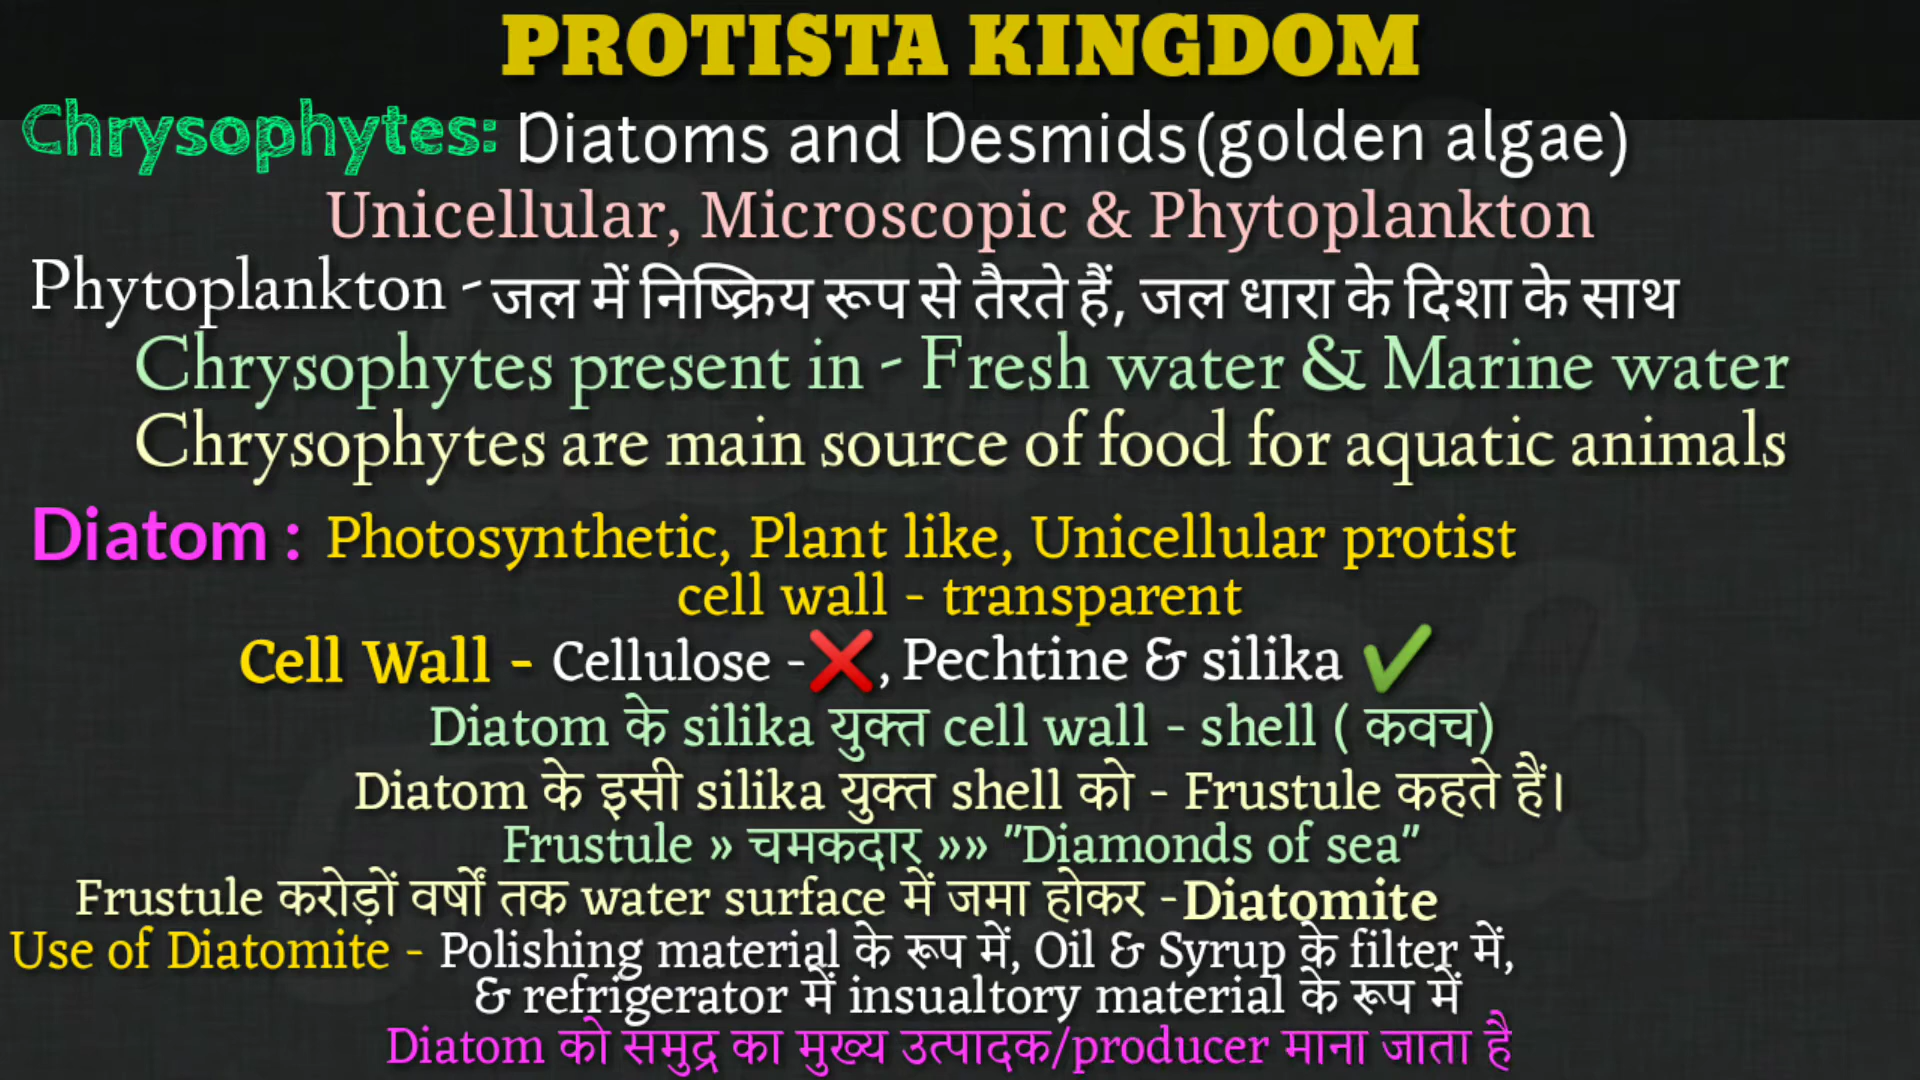 PROTISTA KINGDOM
Chrysophytes: Diatoms and Desmids(golden algae)
Unicellular, Microscopic & Phytoplankton
Phytoplankton - जल में निष्क्रिय रूप से तैरते हैं, जल धारा के दिशा के साथ
Chrysophytes present in - Fresh water & Marine water
Chrysophytes are main source of food for aquatic animals
Diatom : Photosynthetic, Plant like, Unicellular protist
cell wall - transparent
Cell Wall - Cellulose -❌, Pechtine & silika ✔
Diatom के silika युक्त cell wall - shell ( कवच)
Diatom के इसी silika युक्त shell को - Frustule कहते हैं।
Frustule » चमकदार »» "Diamonds of sea"
Frustule करोड़ों वर्षों तक water surface में जमा होकर -Diatomite
Use of Diatomite - Polishing material के रूप में, Oil & Syrup के filter में,
& refrigerator में insualtory material के रूप में
Diatom को समुद्र का मुख्य उत्पादक/producer माना जाता है